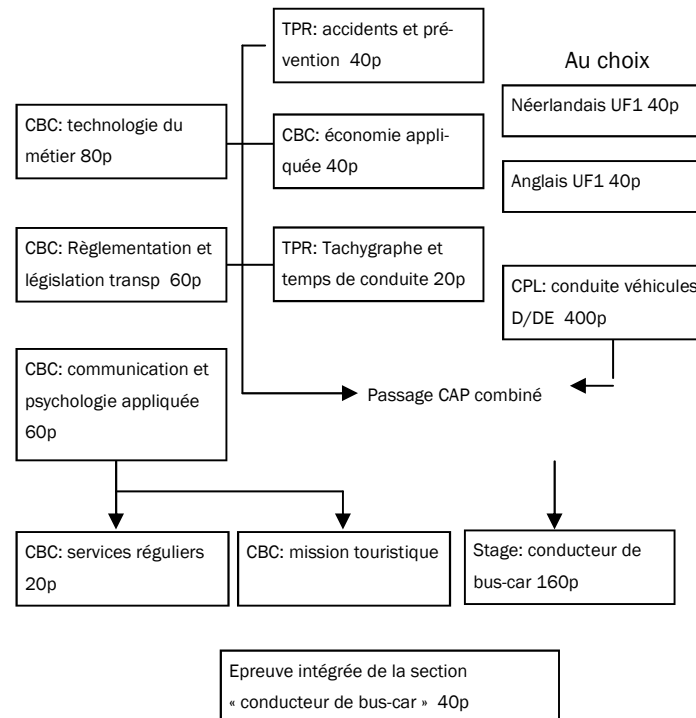 TPR: accidents et pré-
vention 40p
Au choix
Néerlandais UF1 40p
CBC: technologie du
métier 80p
CBC: économie appli-
quée 40p
Anglais UF1 40p
CBC: Règlementation et
législation transp 60p
TPR: Tachygraphe et
temps de conduite 20p
CPL: conduite véhicules
D/DE 400p
CBC: communication et
psychologie appliquée
60p
Passage CAP combiné
CBC: services réguliers
20p
CBC: mission touristique
Stage: conducteur de
bus-car 160p
Epreuve intégrée de la section
« conducteur de bus-car » 40p